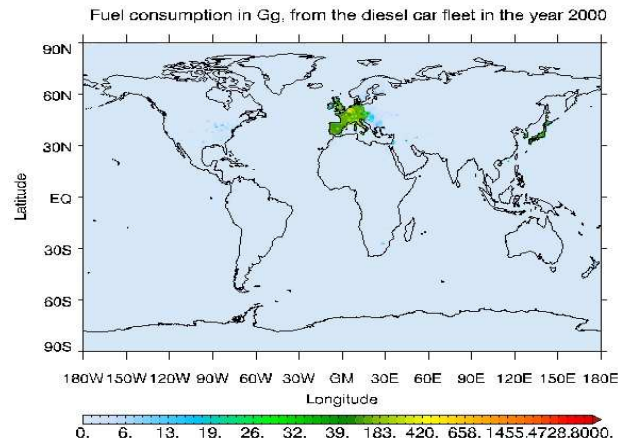 Fuel consumption in Gg, from the diesel car fleet in the year 2000
90N
60N
30N
EQ
30S
60S
90S
Latitude
180W 150W 120W 90W 60W 30W GM 30E 60E 90E 120E 150E 180E
Longitude
0. 6. 13. 19. 26. 32. 39. 183. 420. 658. 1455. 4729. 8000.